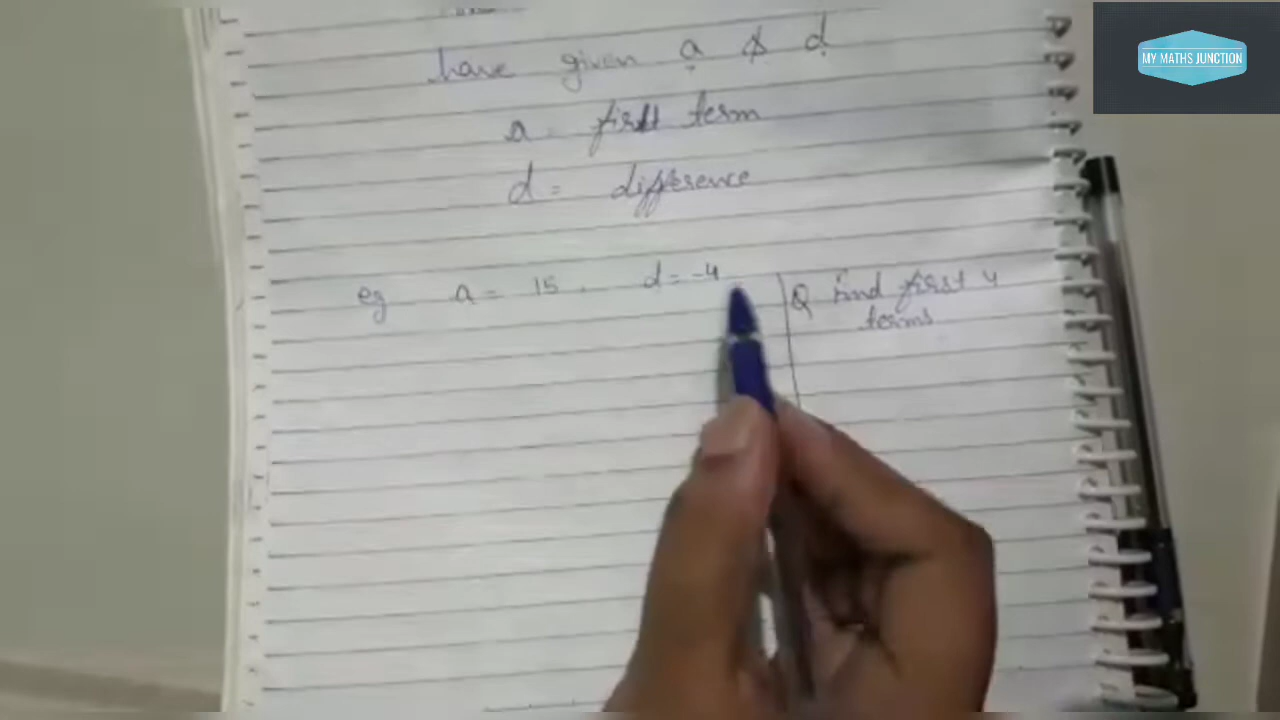 MY MATHS JUNCTION
have given a & d
a = first term
d = difference
eg a = 15, d = -4
Q find first 4
terms